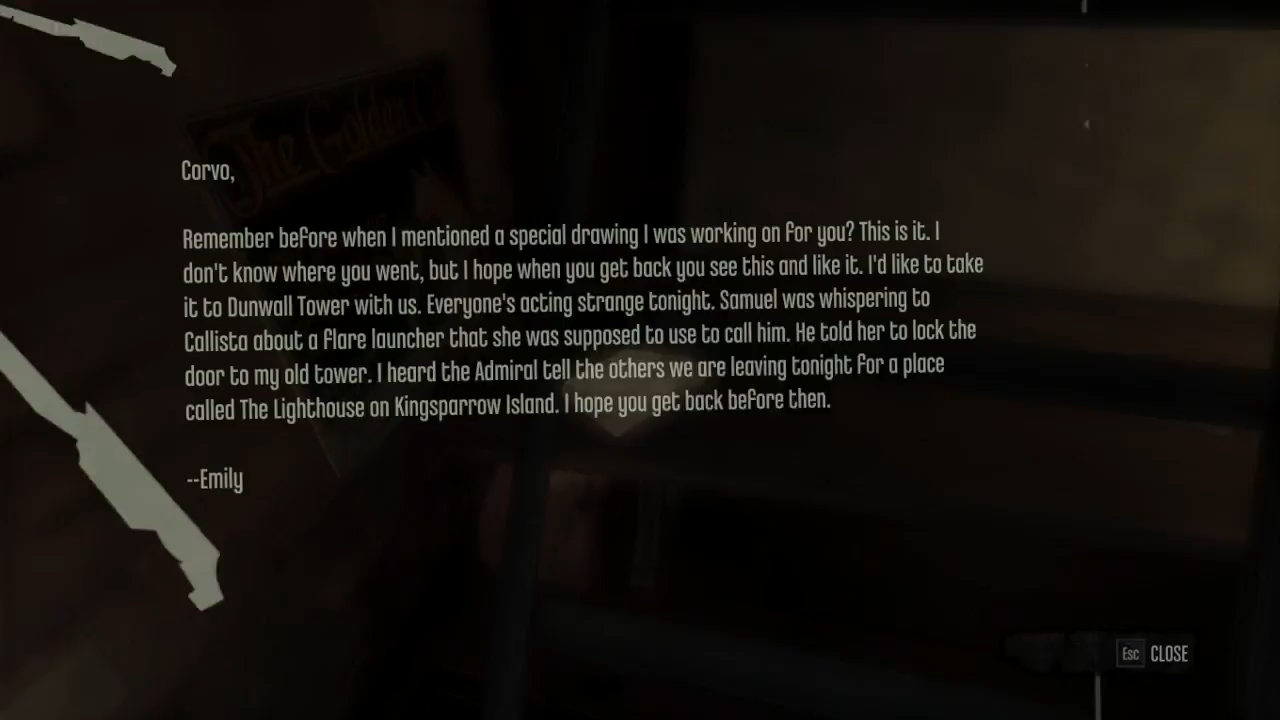 The Golden C
Corvo,
Remember before when I mentioned a special drawing I was working on for you? This is it. I
don't know where you went, but I hope when you get back you see this and like it. I'd like to take
it to Dunwall Tower with us. Everyone's acting strange tonight. Samuel was whispering to
Callista about a flare launcher that she was supposed to use to call him. He told her to lock the
door to my old tower. I heard the Admiral tell the others we are leaving tonight for a place
called The Lighthouse on Kingsparrow Island. I hope you get back before then.
--Emily
Esc CLOSE